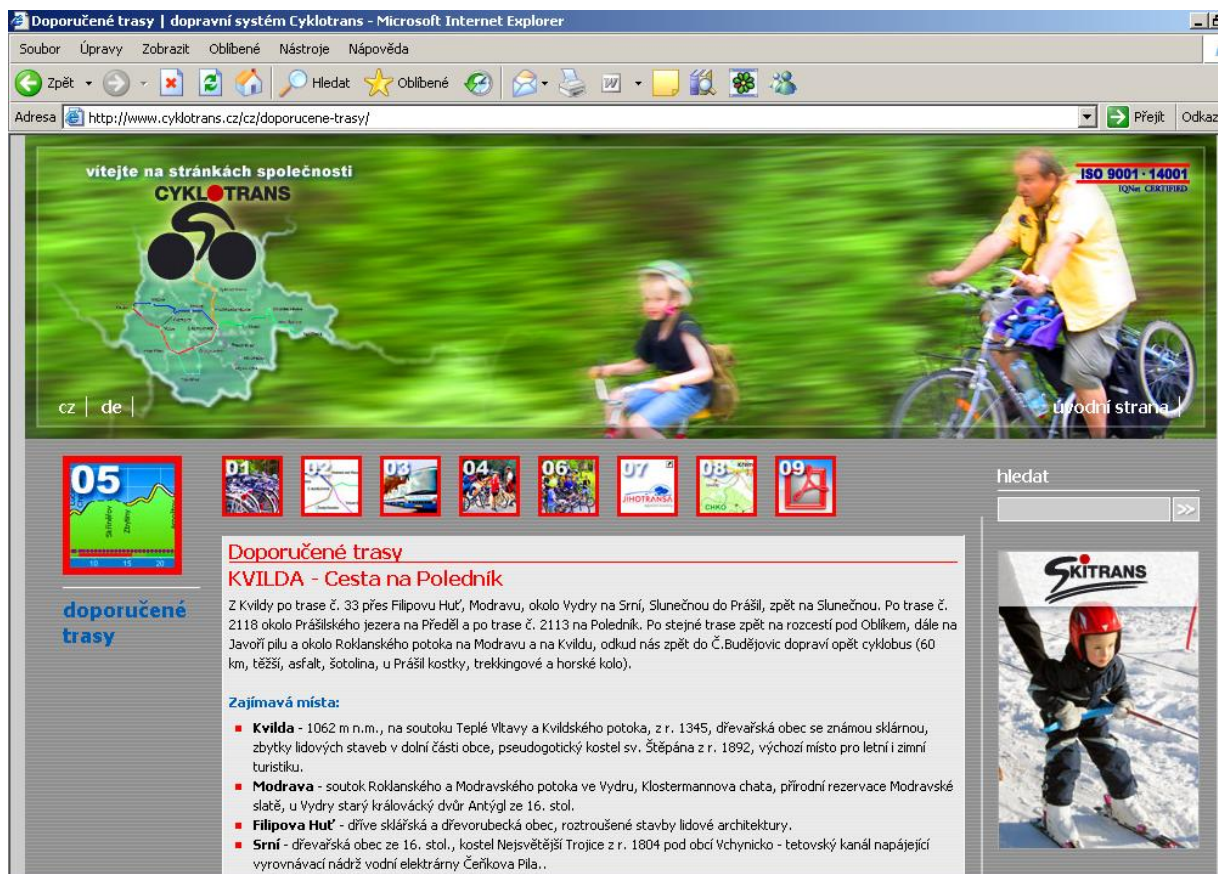 Doporučené trasy | dopravní systém Cyklotrans - Microsoft Internet Explorer
Soubor Úpravy Zobrazit Oblíbené Nástroje Nápověda
Zpět Hledat Oblíbené
Adresa http://www.cyklotrans.cz/cz/doporucene-trasy/ Přejít Odkaz
vítejte na stránkách společnosti
CYKLOTRANS
ISO 9001 · 14001
IQNet CERTIFIED
cz | de |
úvodní strana |
05
Skřinářov
Zbytiny
10 15 20
01 02 03 04 06 07 08 09
JIHOTRANS
CHKO
hledat
>>
doporučené
trasy
Doporučené trasy
KVILDA - Cesta na Poledník
Z Kvildy po trase č. 33 přes Filipovu Huť, Modravu, okolo Vydry na Srní, Slunečnou do Prášil, zpět na Slunečnou. Po trase č.
2118 okolo Prášilského jezera na Předěl a po trase č. 2113 na Poledník. Po stejné trase zpět na rozcestí pod Oblíkem, dále na
Javoří pilu a okolo Roklanského potoka na Modravu a na Kvildu, odkud nás zpět do Č.Budějovic dopraví opět cyklobus (60
km, těžší, asfalt, šotolina, u Prášil kostky, trekkingové a horské kolo).
Zajímavá místa:
Kvilda - 1062 m n.m., na soutoku Teplé Vltavy a Kvildského potoka, z r. 1345, dřevařská obec se známou sklárnou,
zbytky lidových staveb v dolní části obce, pseudogotický kostel sv. Štěpána z r. 1892, výchozí místo pro letní i zimní
turistiku.
Modrava - soutok Roklanského a Modravského potoka ve Vydru, Klostermannova chata, přírodní rezervace Modravské
slatě, u Vydry starý královácký dvůr Antýgl ze 16. stol.
Filipova Huť - dříve sklářská a dřevorubecká obec, roztroušené stavby lidové architektury.
Srní - dřevařská obec ze 16. stol., kostel Nejsvětější Trojice z r. 1804 pod obcí Vchynicko - tetovský kanál napájející
vyrovnávací nádrž vodní elektrárny Čeňkova Pila..
SKITRANS